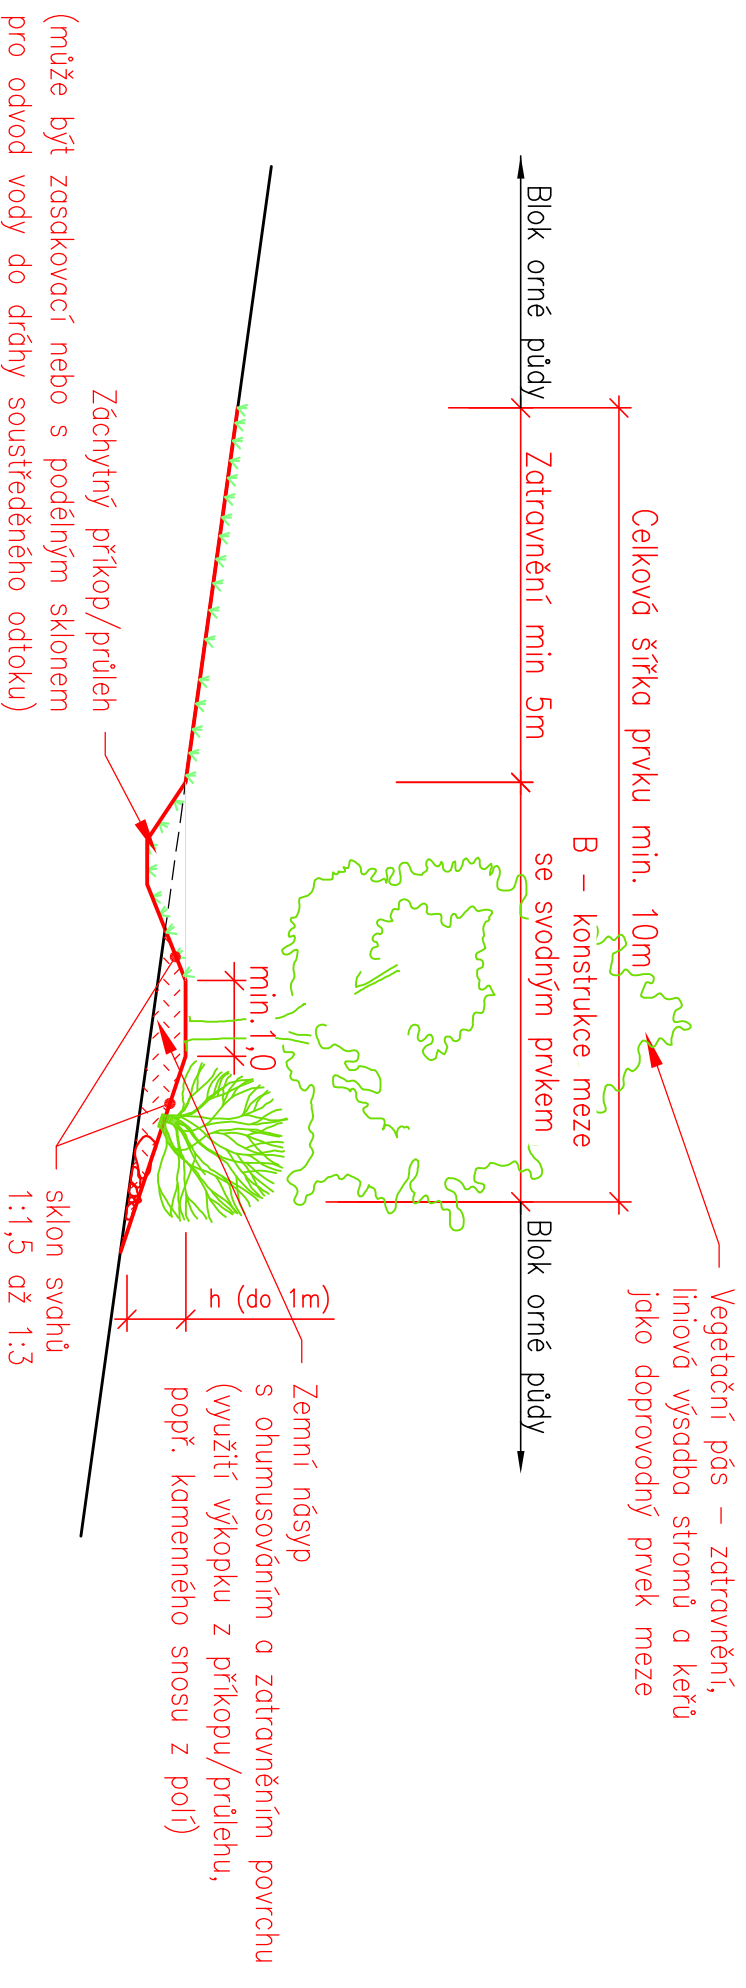 Vegetační pás – zatravnění,
liniová výsadba stromů a keřů
jako doprovodný prvek meze
Celková šířka prvku min. 10m
B – konstrukce meze
se svodným prvkem
Blok orné půdy
Zatravnění min 5m
Blok orné půdy
min. 1,0
h (do 1m)
Zemní násyp
s ohumusováním a zatravněním povrchu
(využití výkopku z příkopu/průlehu,
popř. kamenného snosu z polí)
Záchytný příkop/průleh
(může být zasakovací nebo s podélným sklonem
pro odvod vody do dráhy soustředěného odtoku)
sklon svahů
1:1,5 až 1:3